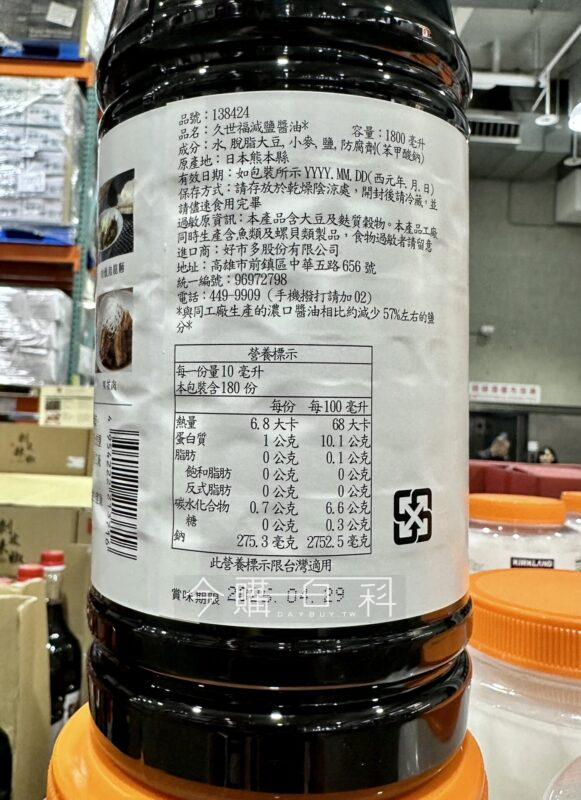 品號：138424
品名：久世福減鹽醬油* 容量：1800 毫升
成分：水, 脫脂大豆, 小麥, 鹽, 防腐劑(苯甲酸鈉)
原產地：日本熊本縣
有效日期：如包裝所示 YYYY. MM. DD(西元年. 月. 日)
保存方式：請存放於乾燥陰涼處，開封後請冷藏，並
請儘速食用完畢
過敏原資訊：本產品含大豆及麩質穀物。本產品工廠
同時生產含魚類及螺貝類製品，食物過敏者請留意
進口商：好市多股份有限公司
地址：高雄市前鎮區中華五路 656 號
統一編號：96972798
電話：449-9909 (手機撥打請加 02)
*與同工廠生產的濃口醬油相比約減少 57%左右的鹽
分*
營養標示
每一份量 10 毫升
本包裝含 180 份
每份 每 100 毫升
熱量 6.8 大卡 68 大卡
蛋白質 1 公克 10.1 公克
脂肪 0 公克 0.1 公克
飽和脂肪 0 公克 0 公克
反式脂肪 0 公克 0 公克
碳水化合物 0.7 公克 6.6 公克
糖 0 公克 0.3 公克
鈉 275.3 毫克 2752.5 毫克
此營養標示限台灣適用
賞味期限
今購百科
DAYBUY.TW
KIRKLAND